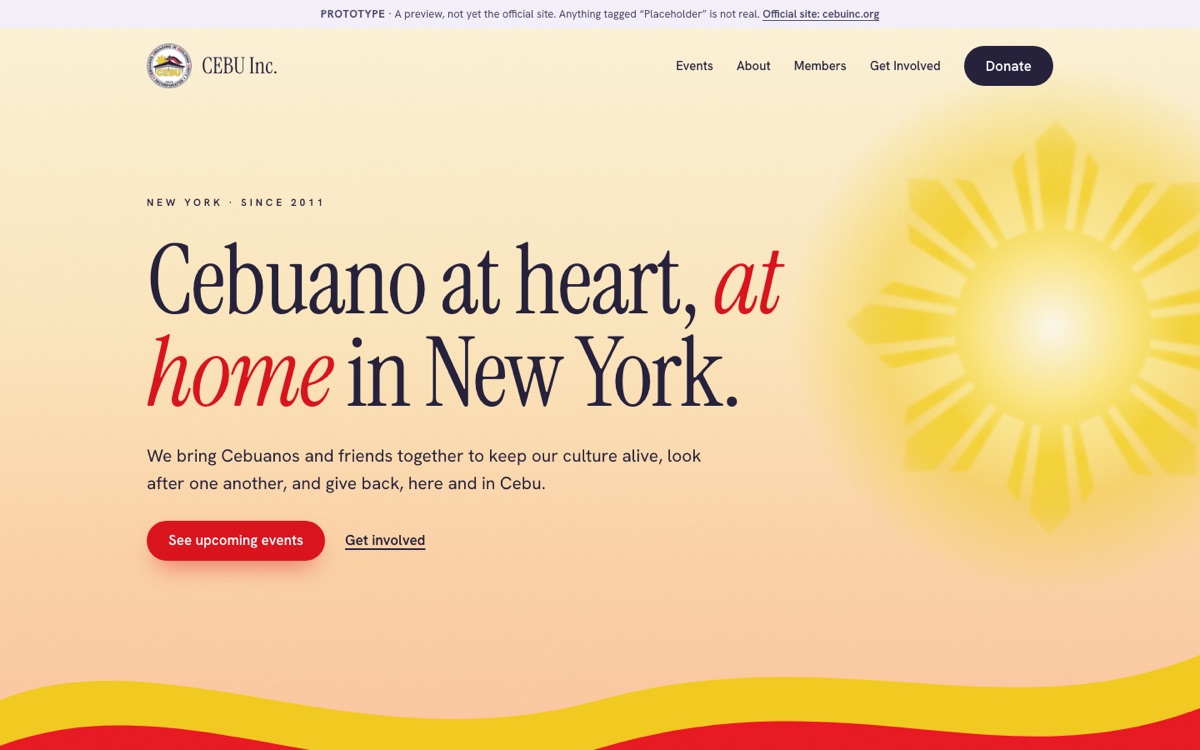 PROTOTYPE · A preview, not yet the official site. Anything tagged “Placeholder” is not real. Official site: cebuinc.org
CEBU Inc.
Events About Members Get Involved Donate
NEW YORK · SINCE 2011
Cebuano at heart, at
home in New York.
We bring Cebuanos and friends together to keep our culture alive, look
after one another, and give back, here and in Cebu.
See upcoming events Get involved